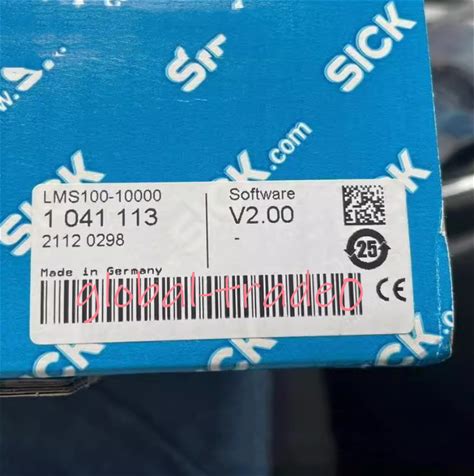 SICK
SICK
.com
LMS100-10000
1 041 113
2112 0298
Made in Germany
Software
V2.00
-
25
CE
global-trade0
SICK
SICK